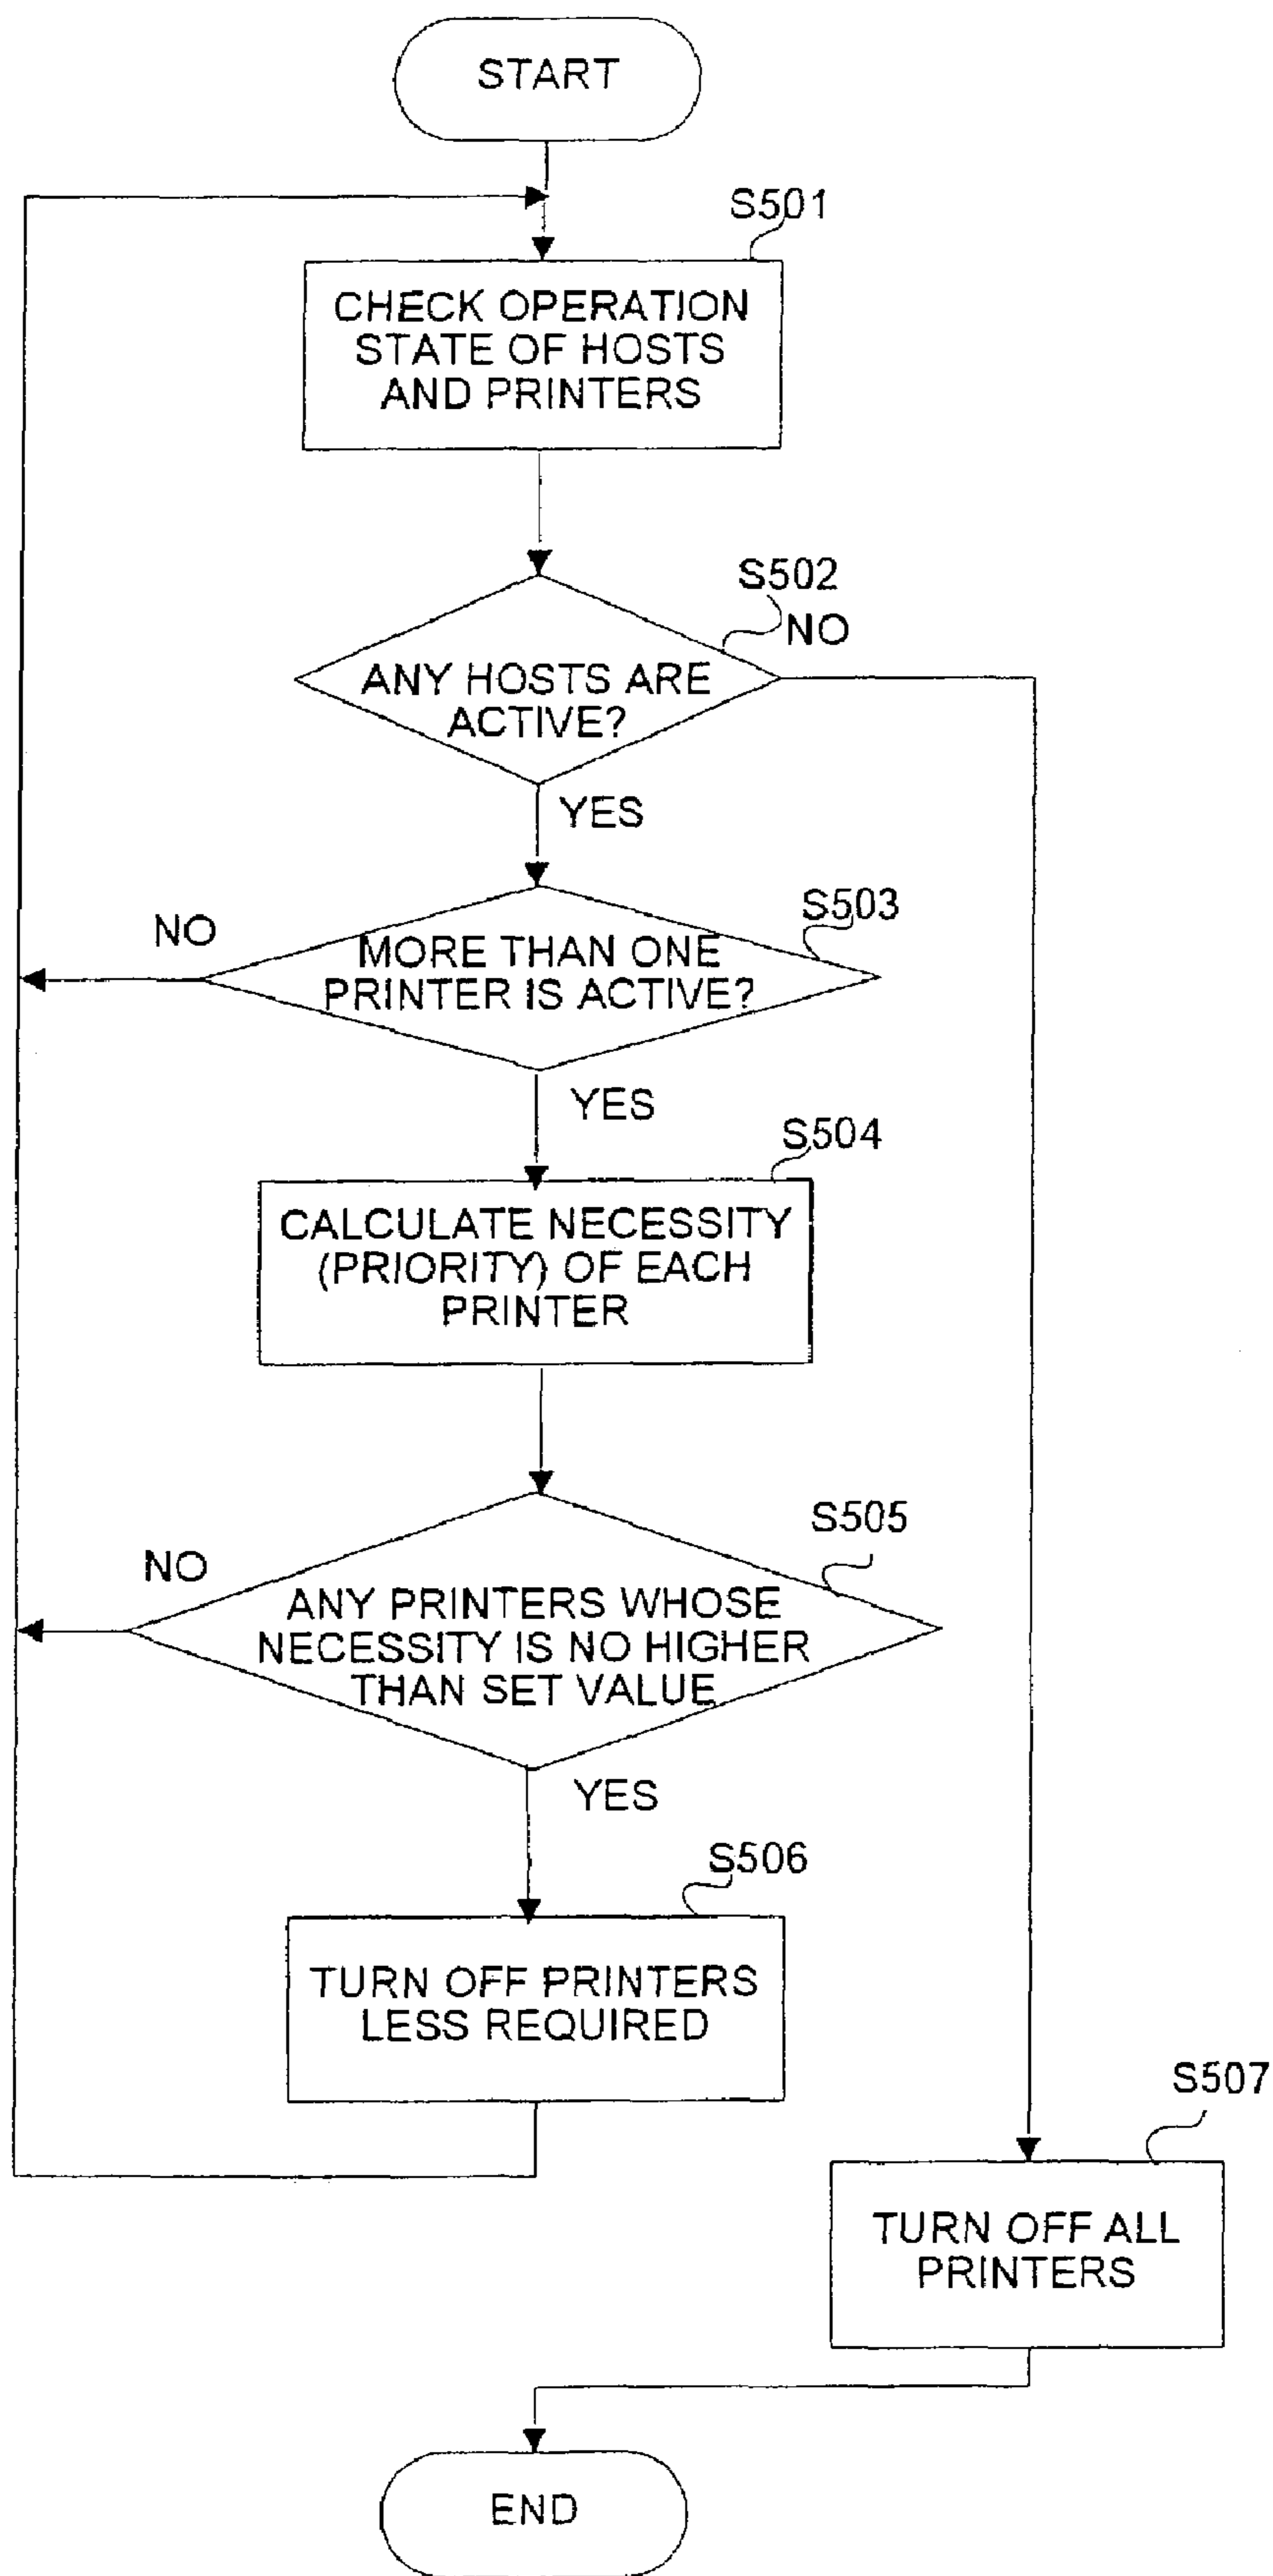 START
S501
CHECK OPERATION
STATE OF HOSTS
AND PRINTERS
S502
NO
ANY HOSTS ARE
ACTIVE?
YES
S503
NO
MORE THAN ONE
PRINTER IS ACTIVE?
YES
S504
CALCULATE NECESSITY
(PRIORITY) OF EACH
PRINTER
S505
NO
ANY PRINTERS WHOSE
NECESSITY IS NO HIGHER
THAN SET VALUE
YES
S506
TURN OFF PRINTERS
LESS REQUIRED
S507
TURN OFF ALL
PRINTERS
END